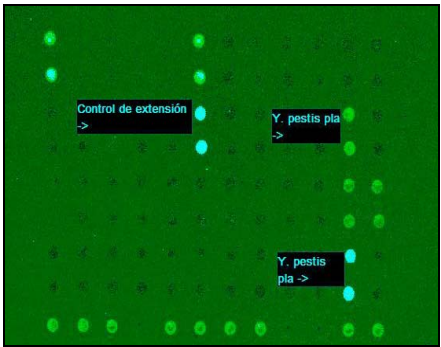 Control de extensión
->
Y. pestis pla
->
Y. pestis
pla ->